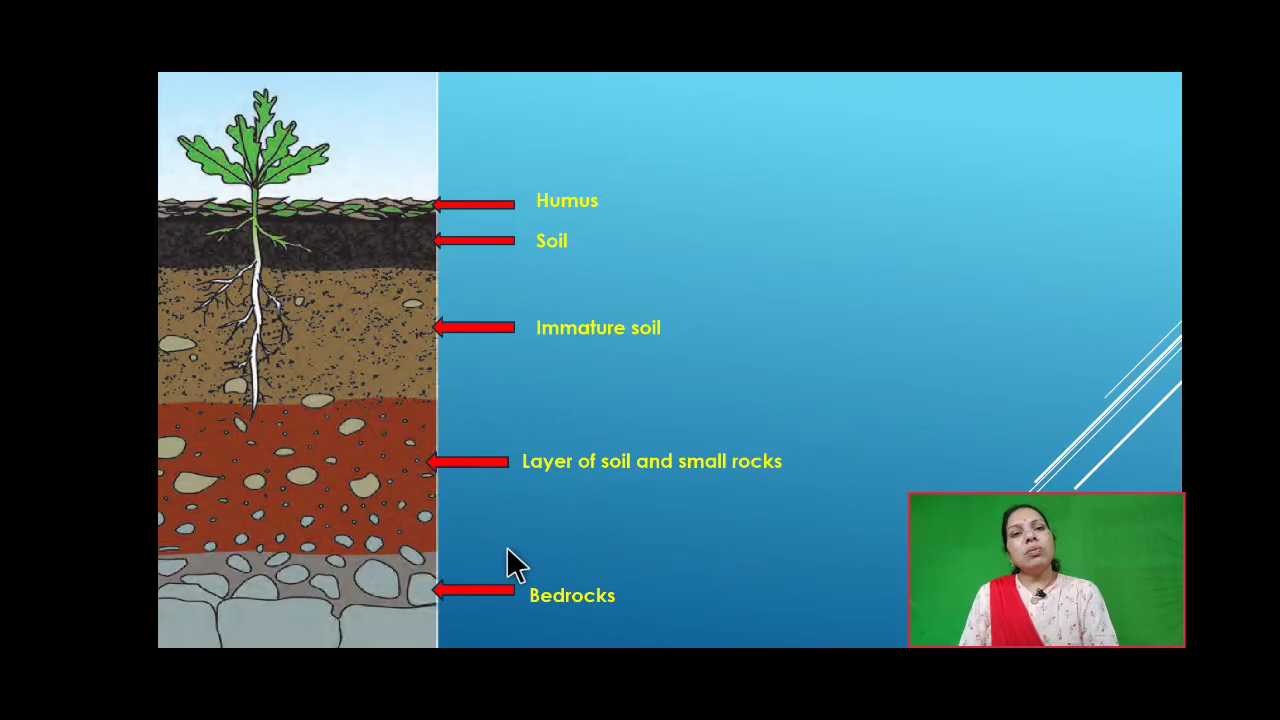 Humus
Soil
Immature soil
Layer of soil and small rocks
Bedrocks